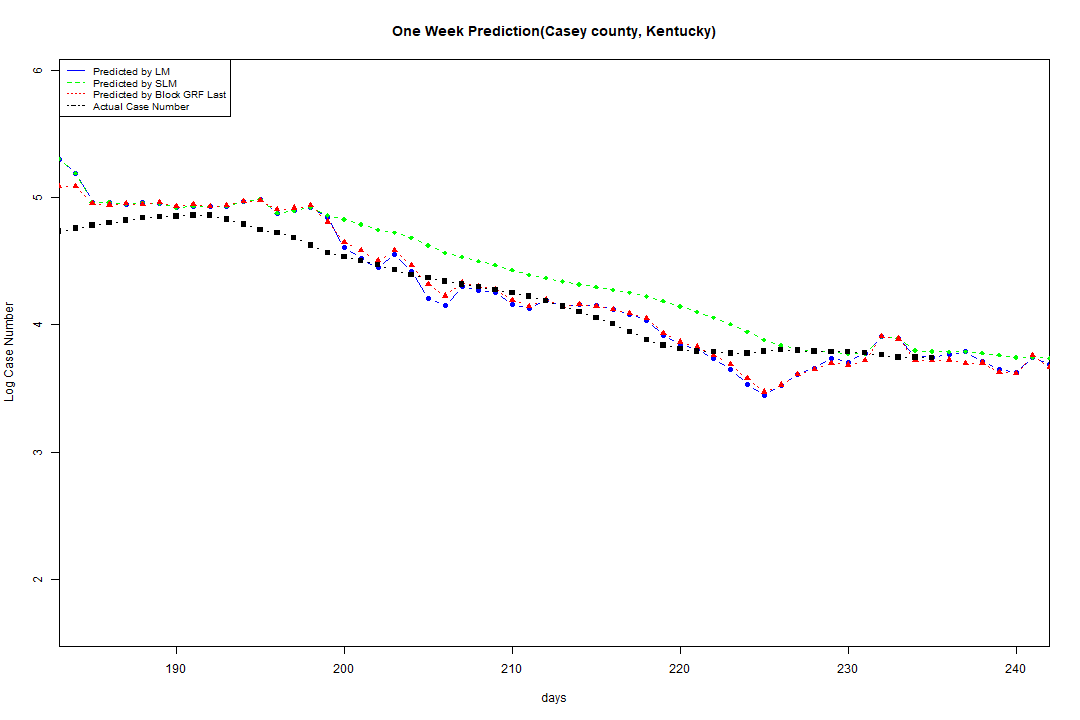 One Week Prediction(Casey county, Kentucky)
Predicted by LM
Predicted by SLM
Predicted by Block GRF Last
Actual Case Number
6
5
4
3
2
Log Case Number
190 200 210 220 230 240
days